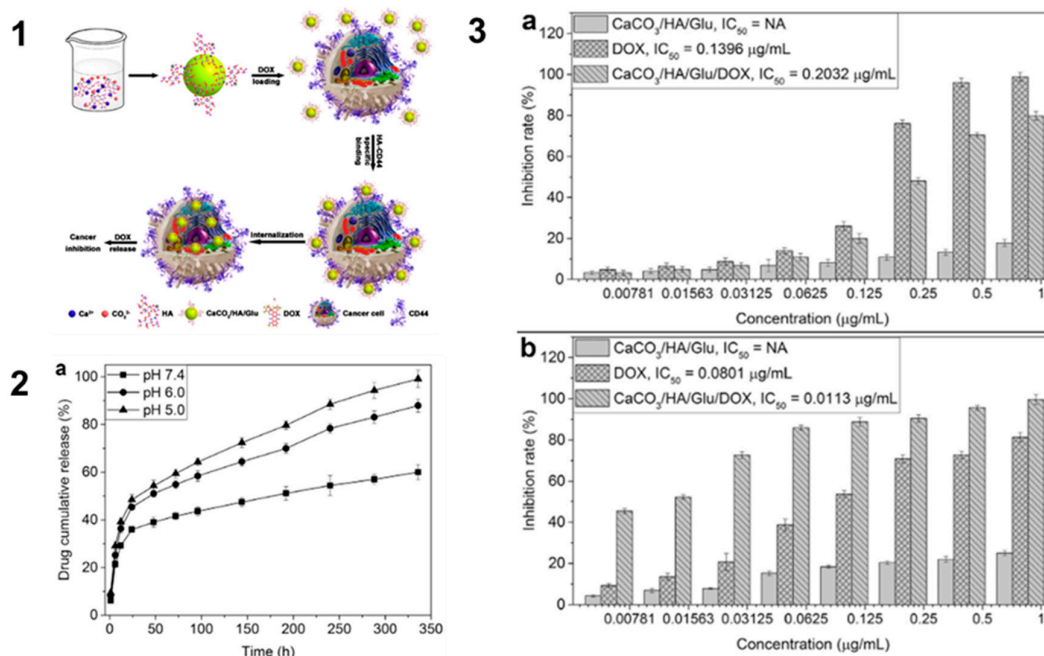 1
DOX
loading
HA-CD44
specific
binding
Internalization
DOX
release
Cancer
inhibition
Ca²⁺
CO₃²⁻
HA
CaCO₃/HA/Glu
DOX
Cancer cell
CD44
2
a
pH 7.4
pH 6.0
pH 5.0
Drug cumulative release (%)
100
80
60
40
20
0
0 50 100 150 200 250 300 350
Time (h)
3
a
CaCO₃/HA/Glu, IC₅₀ = NA
DOX, IC₅₀ = 0.1396 μg/mL
CaCO₃/HA/Glu/DOX, IC₅₀ = 0.2032 μg/mL
Inhibition rate (%)
120
100
80
60
40
20
0
0.00781 0.01563 0.03125 0.0625 0.125 0.25 0.5 1
Concentration (μg/mL)
b
CaCO₃/HA/Glu, IC₅₀ = NA
DOX, IC₅₀ = 0.0801 μg/mL
CaCO₃/HA/Glu/DOX, IC₅₀ = 0.0113 μg/mL
Inhibition rate (%)
120
100
80
60
40
20
0
0.00781 0.01563 0.03125 0.0625 0.125 0.25 0.5 1
Concentration (μg/mL)